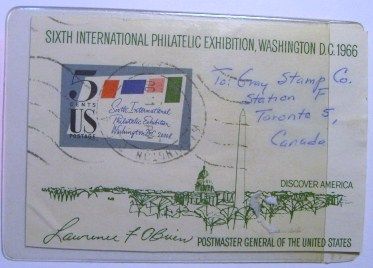 SIXTH INTERNATIONAL PHILATELIC EXHIBITION, WASHINGTON D.C. 1966
5 CENTS
US
POSTAGE
Sixth International
Philatelic Exhibition
Washington D.C.
To: Gray Stamp Co.
Station F
Toronto 5,
Canada
DISCOVER AMERICA
Lawrence F. O'Brien
POSTMASTER GENERAL OF THE UNITED STATES